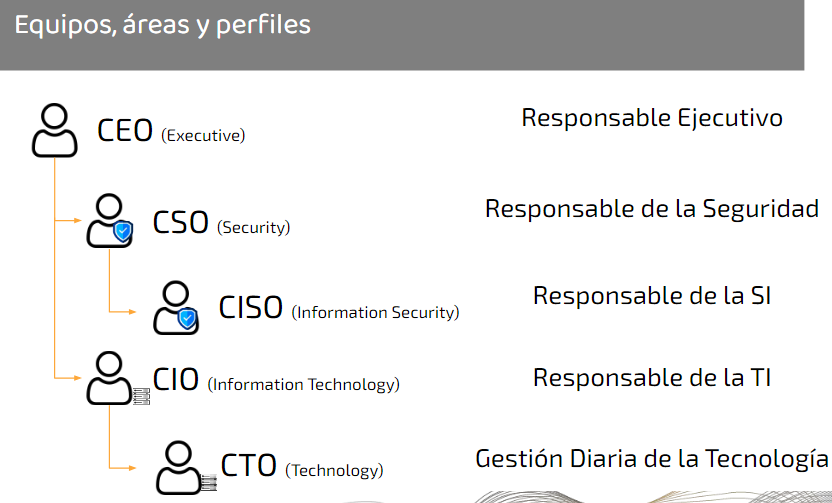 Equipos, áreas y perfiles
CEO (Executive) Responsable Ejecutivo
CSO (Security) Responsable de la Seguridad
CISO (Information Security) Responsable de la SI
CIO (Information Technology) Responsable de la TI
CTO (Technology) Gestión Diaria de la Tecnología